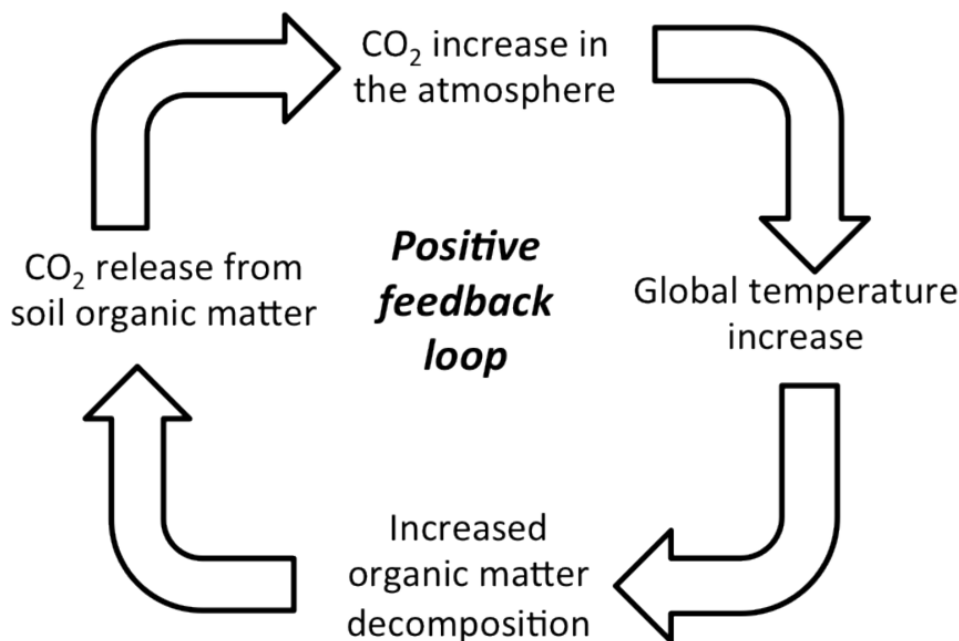 CO₂ increase in
the atmosphere
Global temperature
increase
Increased
organic matter
decomposition
CO₂ release from
soil organic matter
Positive
feedback
loop